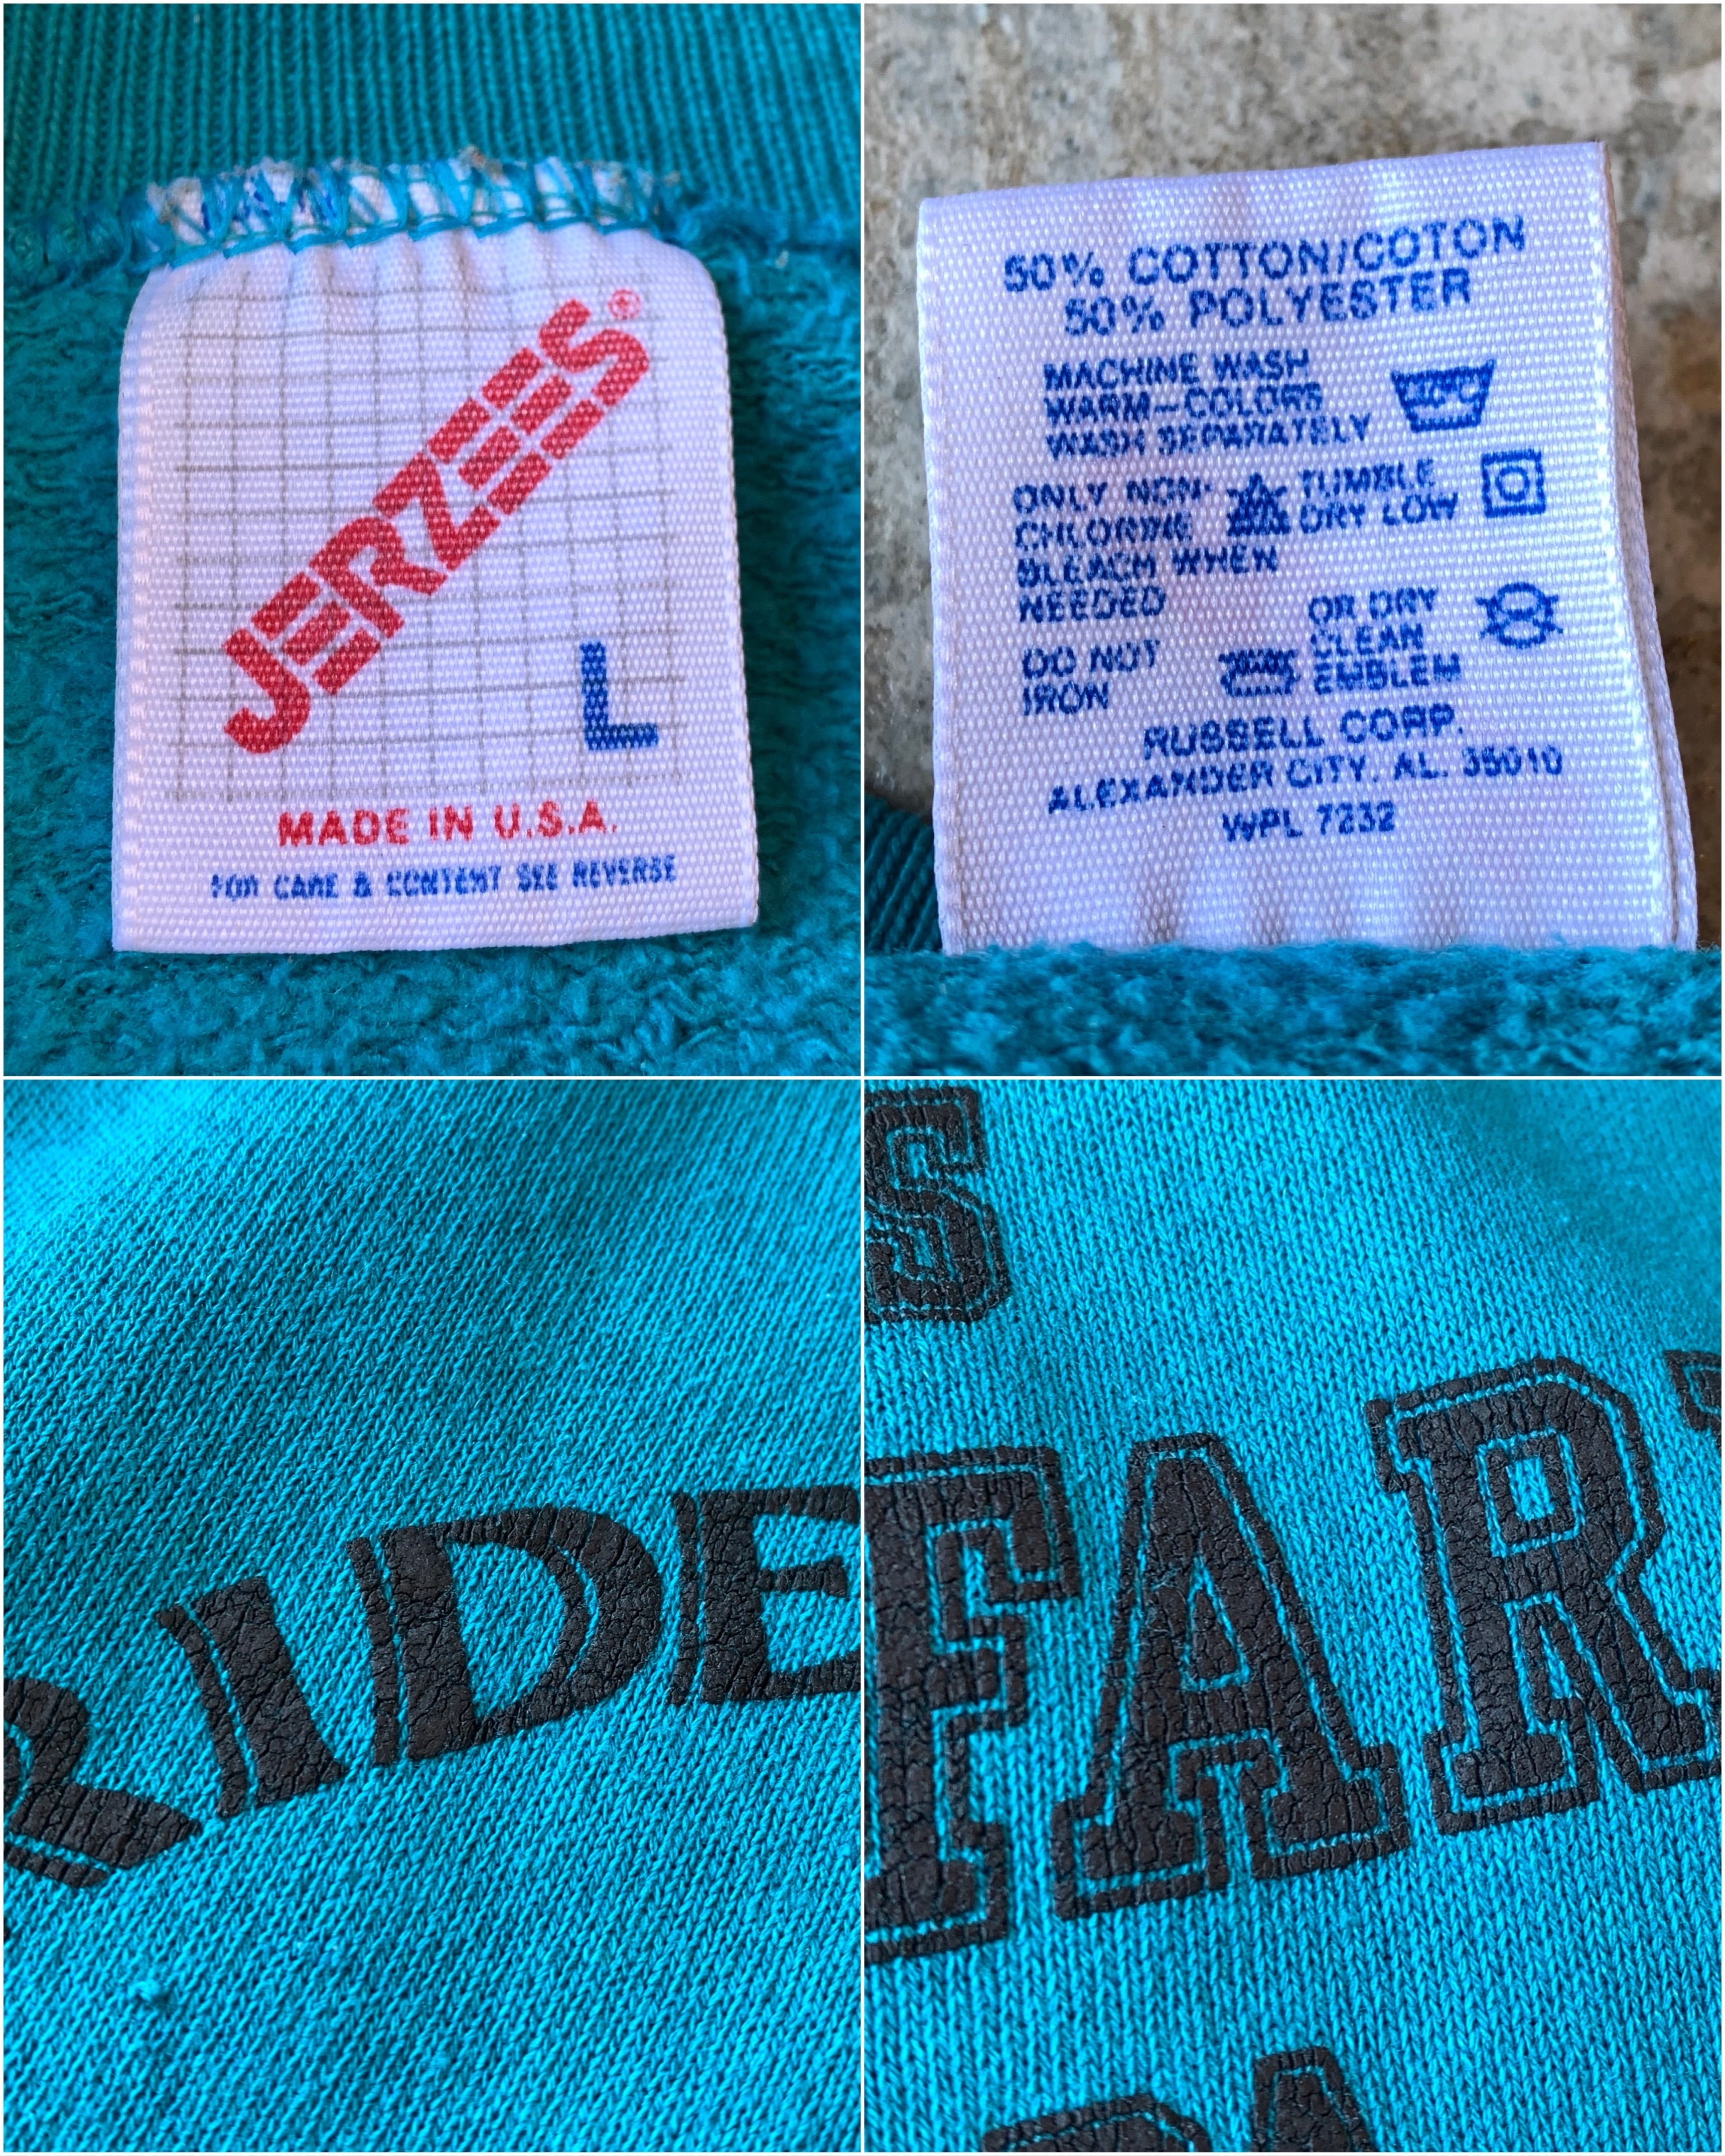 JERZEES®
L
MADE IN U.S.A.
FOR CARE & CONTENT SEE REVERSE
50% COTTON/COTON
50% POLYESTER
MACHINE WASH
WARM-COLORS
WASH SEPARATELY
ONLY NON-
CHLORINE
BLEACH WHEN
NEEDED
TUMBLE
DRY LOW
DO NOT
IRON
OR DRY
CLEAN
EMBLEM
RUSSELL CORP.
ALEXANDER CITY, AL. 35010
WPL 7232
RIDE
S
FAR